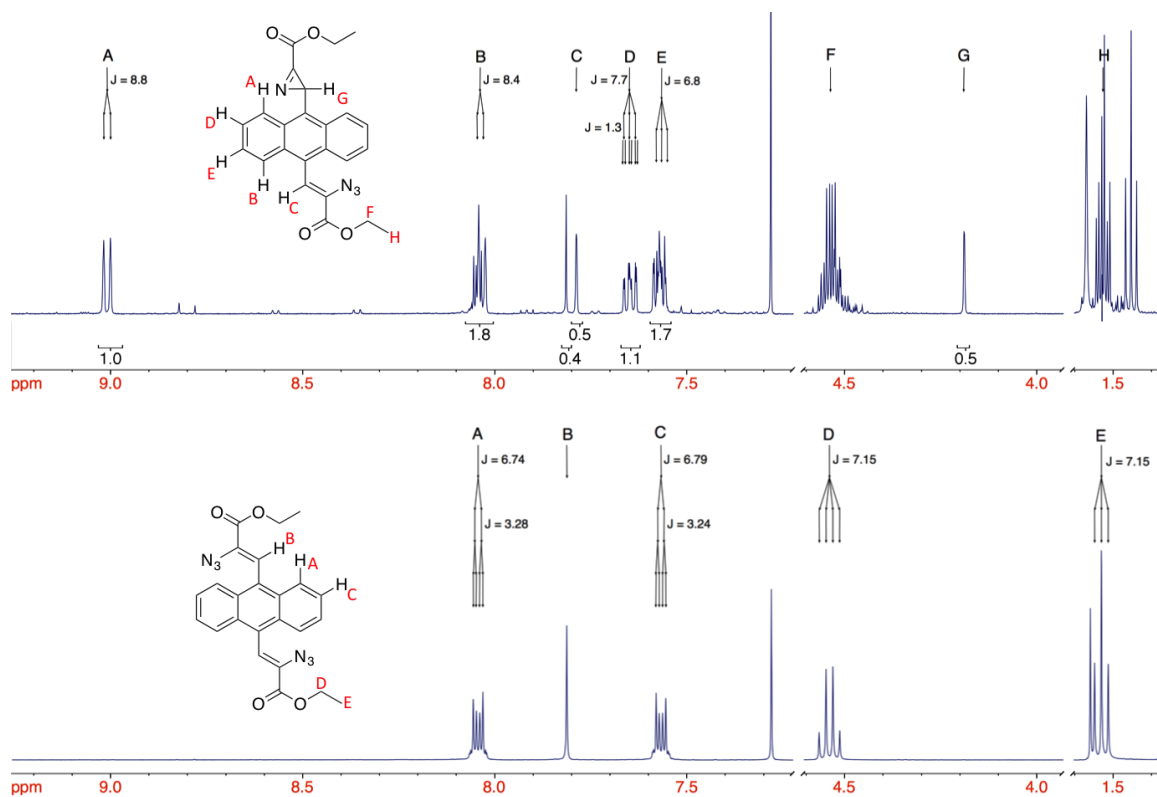 A
J = 8.8
B
J = 8.4
C
D
J = 7.7
J = 1.3
E
J = 6.8
F
G
H
O
O
N
A
H
H
G
D
H
H
E
H
B
H
C
N3
O
O
F
H
1.0
1.8
0.4
0.5
1.1
1.7
0.5
ppm
9.0
8.5
8.0
7.5
4.5
4.0
1.5
A
J = 6.74
J = 3.28
B
C
J = 6.79
J = 3.24
D
J = 7.15
E
J = 7.15
O
O
N3
H
B
H
A
H
C
N3
O
O
D
E
ppm
9.0
8.5
8.0
7.5
4.5
4.0
1.5